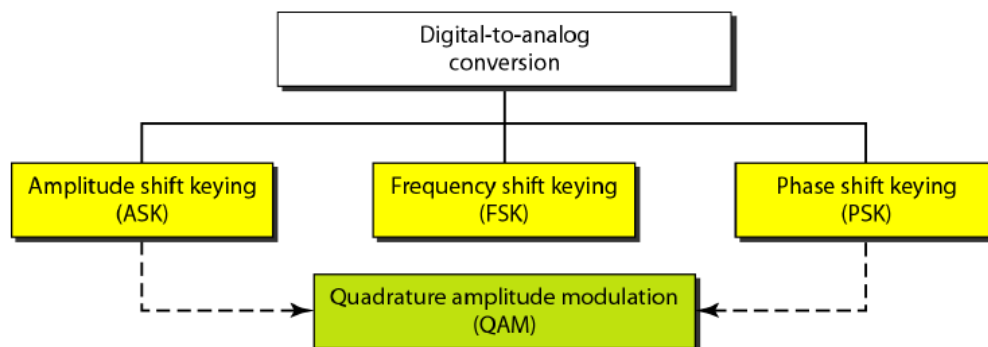 Digital-to-analog
conversion
Amplitude shift keying
(ASK)
Frequency shift keying
(FSK)
Phase shift keying
(PSK)
Quadrature amplitude modulation
(QAM)